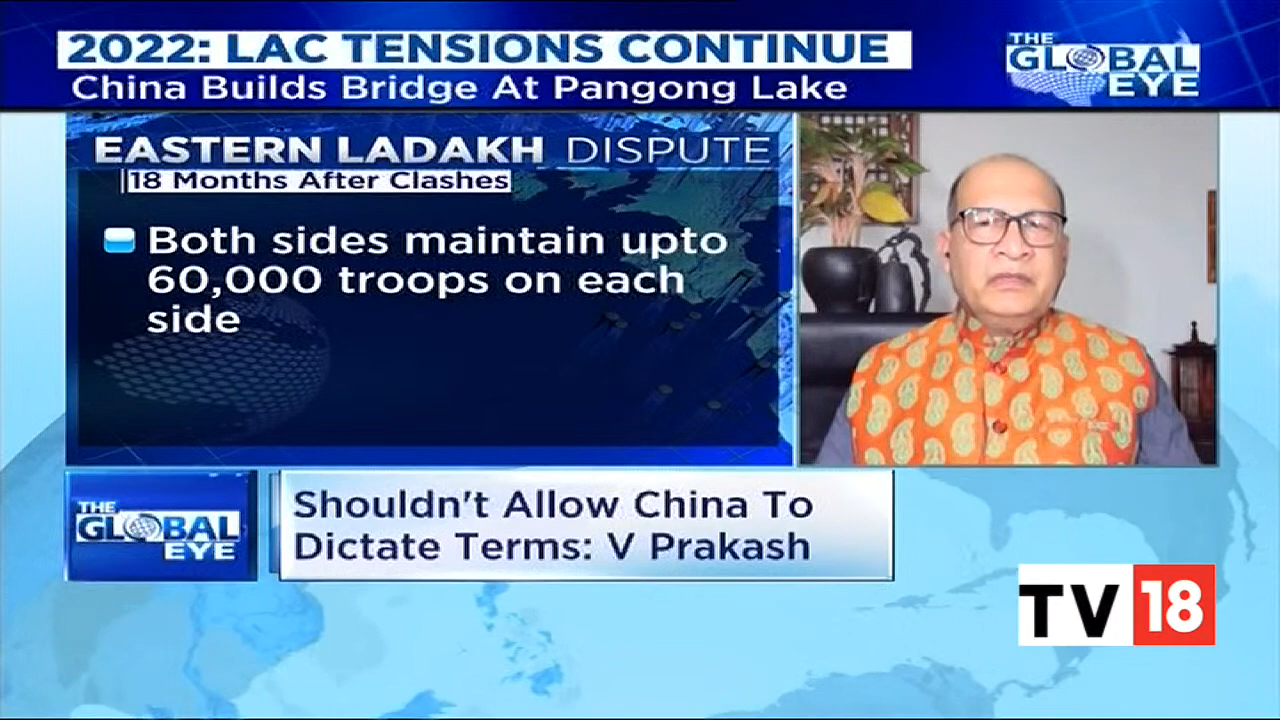 2022: LAC TENSIONS CONTINUE
China Builds Bridge At Pangong Lake
THE
GLOBAL
EYE
EASTERN LADAKH DISPUTE
18 Months After Clashes
Both sides maintain upto
60,000 troops on each
side
THE
GLOBAL
EYE
Shouldn't Allow China To
Dictate Terms: V Prakash
TV 18